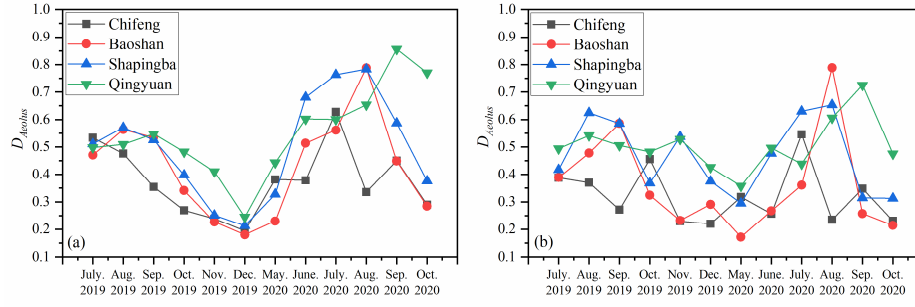 1.0
0.9
0.8
0.7
0.6
0.5
0.4
0.3
0.2
0.1
D_Aeolus
Chifeng
Baoshan
Shapingba
Qingyuan
(a)
July. Aug. Sep. Oct. Nov. Dec. May. June. July. Aug. Sep. Oct.
2019 2019 2019 2019 2019 2019 2020 2020 2020 2020 2020 2020
1.0
0.9
0.8
0.7
0.6
0.5
0.4
0.3
0.2
0.1
D_Aeolus
Chifeng
Baoshan
Shapingba
Qingyuan
(b)
July. Aug. Sep. Oct. Nov. Dec. May. June. July. Aug. Sep. Oct.
2019 2019 2019 2019 2019 2019 2020 2020 2020 2020 2020 2020